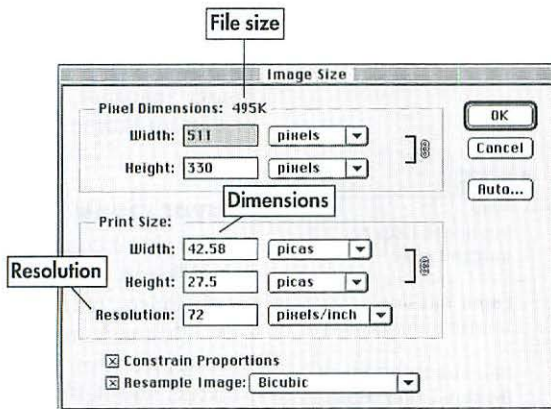 File size
Image Size
Pixel Dimensions: 495K
Width: 511 pixels
Height: 330 pixels
OK
Cancel
Auto...
Dimensions
Print Size:
Width: 42.58 picas
Height: 27.5 picas
Resolution
Resolution: 72 pixels/inch
Constrain Proportions
Resample Image: Bicubic